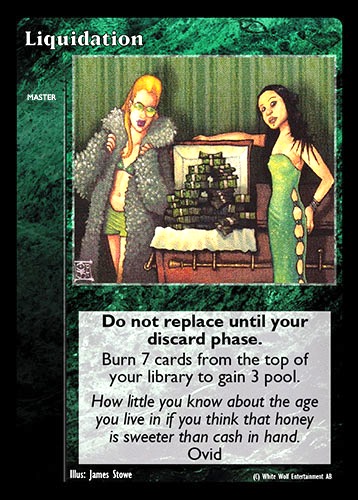 Liquidation
MASTER
Do not replace until your
discard phase.
Burn 7 cards from the top of
your library to gain 3 pool.
How little you know about the age
you live in if you think that honey
is sweeter than cash in hand.
Ovid
Illus: James Stowe
(C) White Wolf Entertainment AB